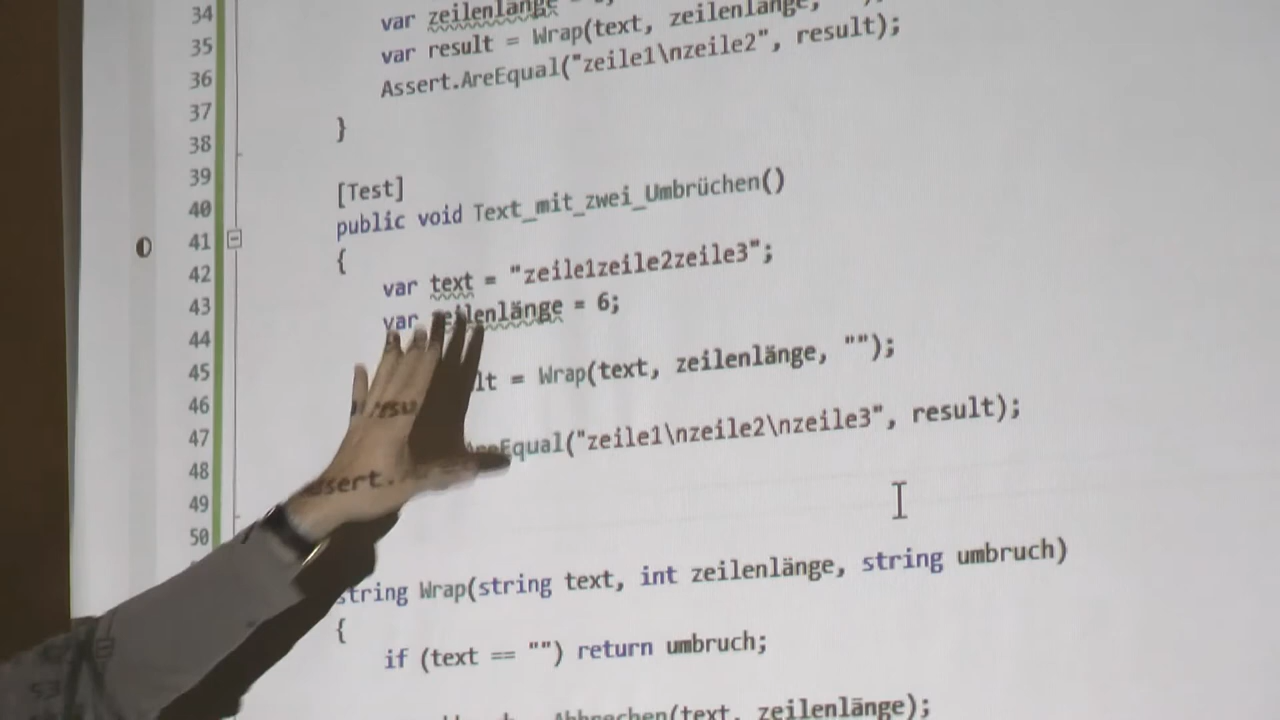 34 var zeilenlänge =
35 var result = Wrap(text, zeilenlänge,
36 Assert.AreEqual("zeile1\nzeile2", result);
37 }
38
39 [Test]
40 public void Text_mit_zwei_Umbrüchen()
41 {
42 var text = "zeile1zeile2zeile3";
43 var zeilenlänge = 6;
44
45 lt = Wrap(text, zeilenlänge, "");
46
47 AreEqual("zeile1\nzeile2\nzeile3", result);
48
49
50
string Wrap(string text, int zeilenlänge, string umbruch)
{
if (text == "") return umbruch;
53 Abbrechen(text, zeilenlänge);